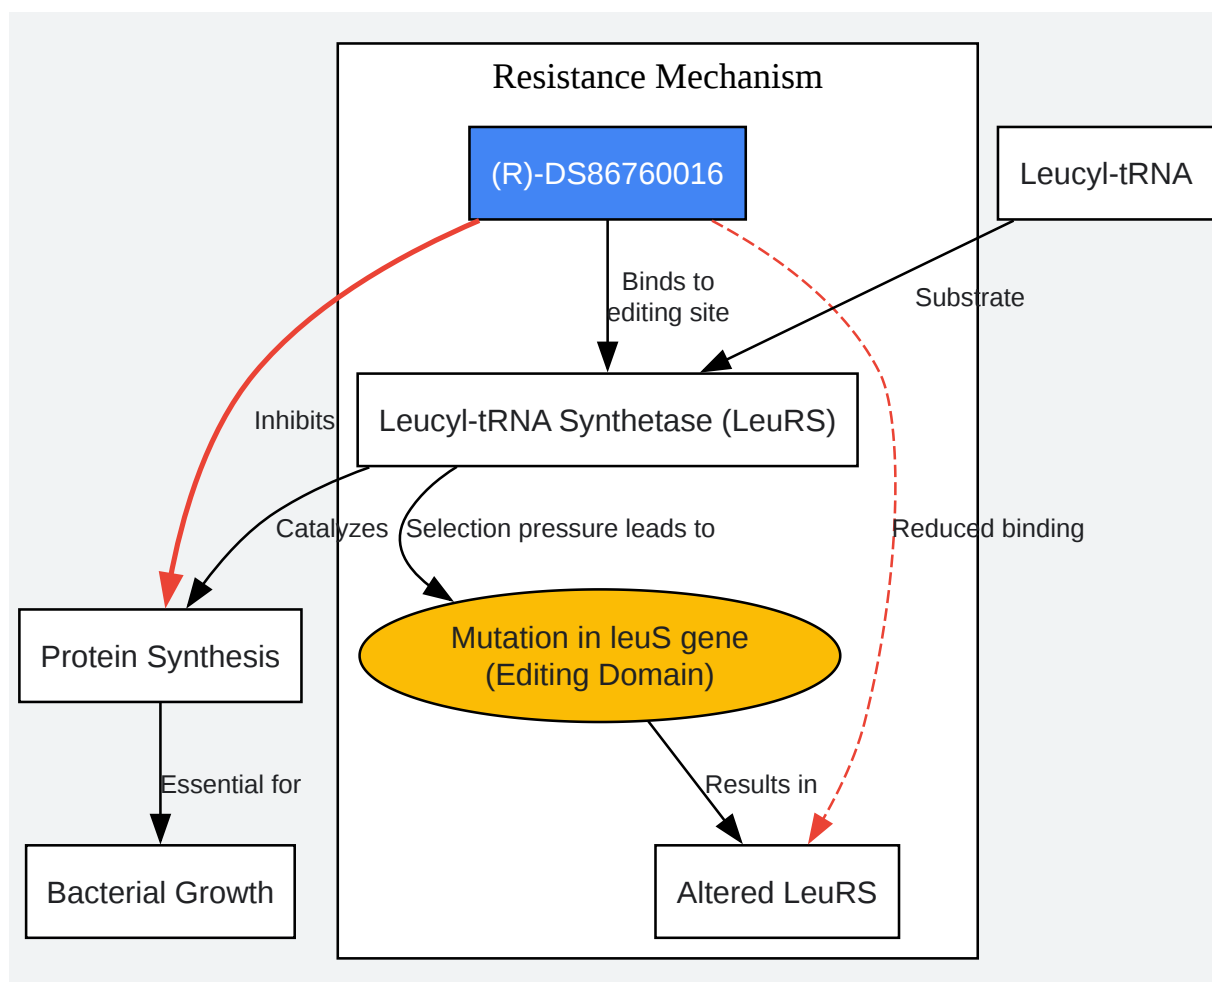 Resistance Mechanism
(R)-DS86760016
Leucyl-tRNA
Binds to
editing site
Substrate
Inhibits
Leucyl-tRNA Synthetase (LeuRS)
Catalyzes
Selection pressure leads to
Reduced binding
Protein Synthesis
Mutation in leuS gene
(Editing Domain)
Essential for
Results in
Bacterial Growth
Altered LeuRS